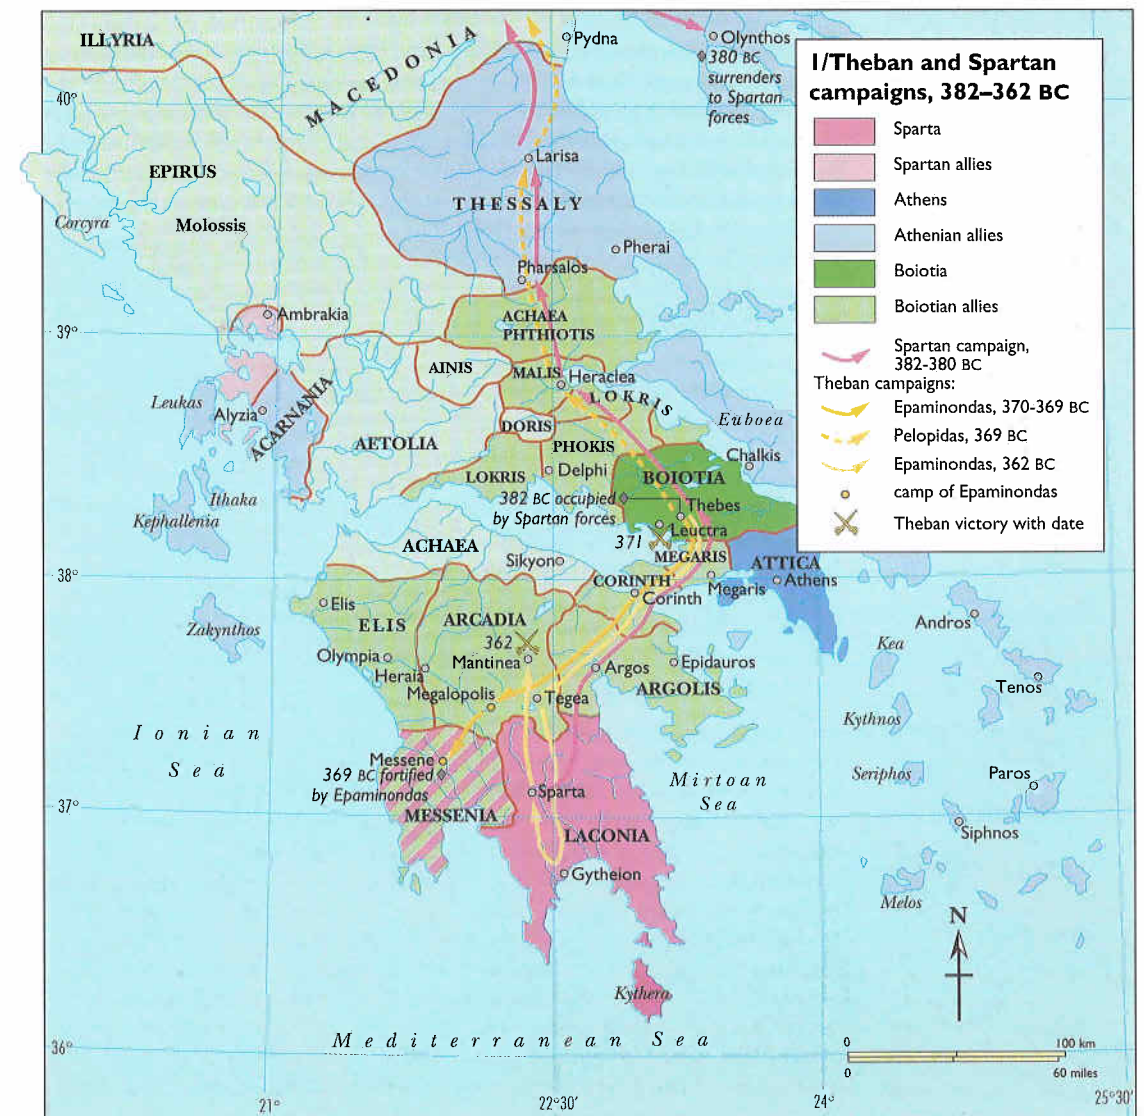 ILLYRIA
MACEDONIA
Pydna
Olynthos
380 BC
surrenders
to Spartan
forces
40°
EPIRUS
Molossis
Corcyra
Larisa
THESSALY
Pherai
Pharsalos
Ambrakia
39°
ACHAEA
PHTHIOTIS
AINIS
MALIS
Heraclea
LOKRIS
Leukas
Alyzia
ACARNANIA
Euboea
DORIS
AETOLIA
PHOKIS
Chalkis
LOKRIS
Delphi
BOIOTIA
382 BC occupied
by Spartan forces
Thebes
Leuctra
371
Ithaka
Kephallenia
ACHAEA
Sikyon
MEGARIS
ATTICA
38°
CORINTH
Megaris
Athens
Corinth
Elis
ELIS
ARCADIA
362
Mantinea
Zakynthos
Olympia
Heraia
Megalopolis
Argos
Epidauros
ARGOLIS
Tegea
Andros
Kea
Tenos
Kythnos
Ionian
Sea
Messene
369 BC fortified
by Epaminondas
MESSENIA
Sparta
LACONIA
Mirtoan
Sea
Seriphos
Paros
37°
Siphnos
Gytheion
Melos
Kythera
Mediterranean Sea
36°
21°
22°30'
24°
25°30'
N
0
100 km
0
60 miles
1/Theban and Spartan
campaigns, 382–362 BC
Sparta
Spartan allies
Athens
Athenian allies
Boiotia
Boiotian allies
Spartan campaign,
382-380 BC
Theban campaigns:
Epaminondas, 370-369 BC
Pelopidas, 369 BC
Epaminondas, 362 BC
camp of Epaminondas
Theban victory with date